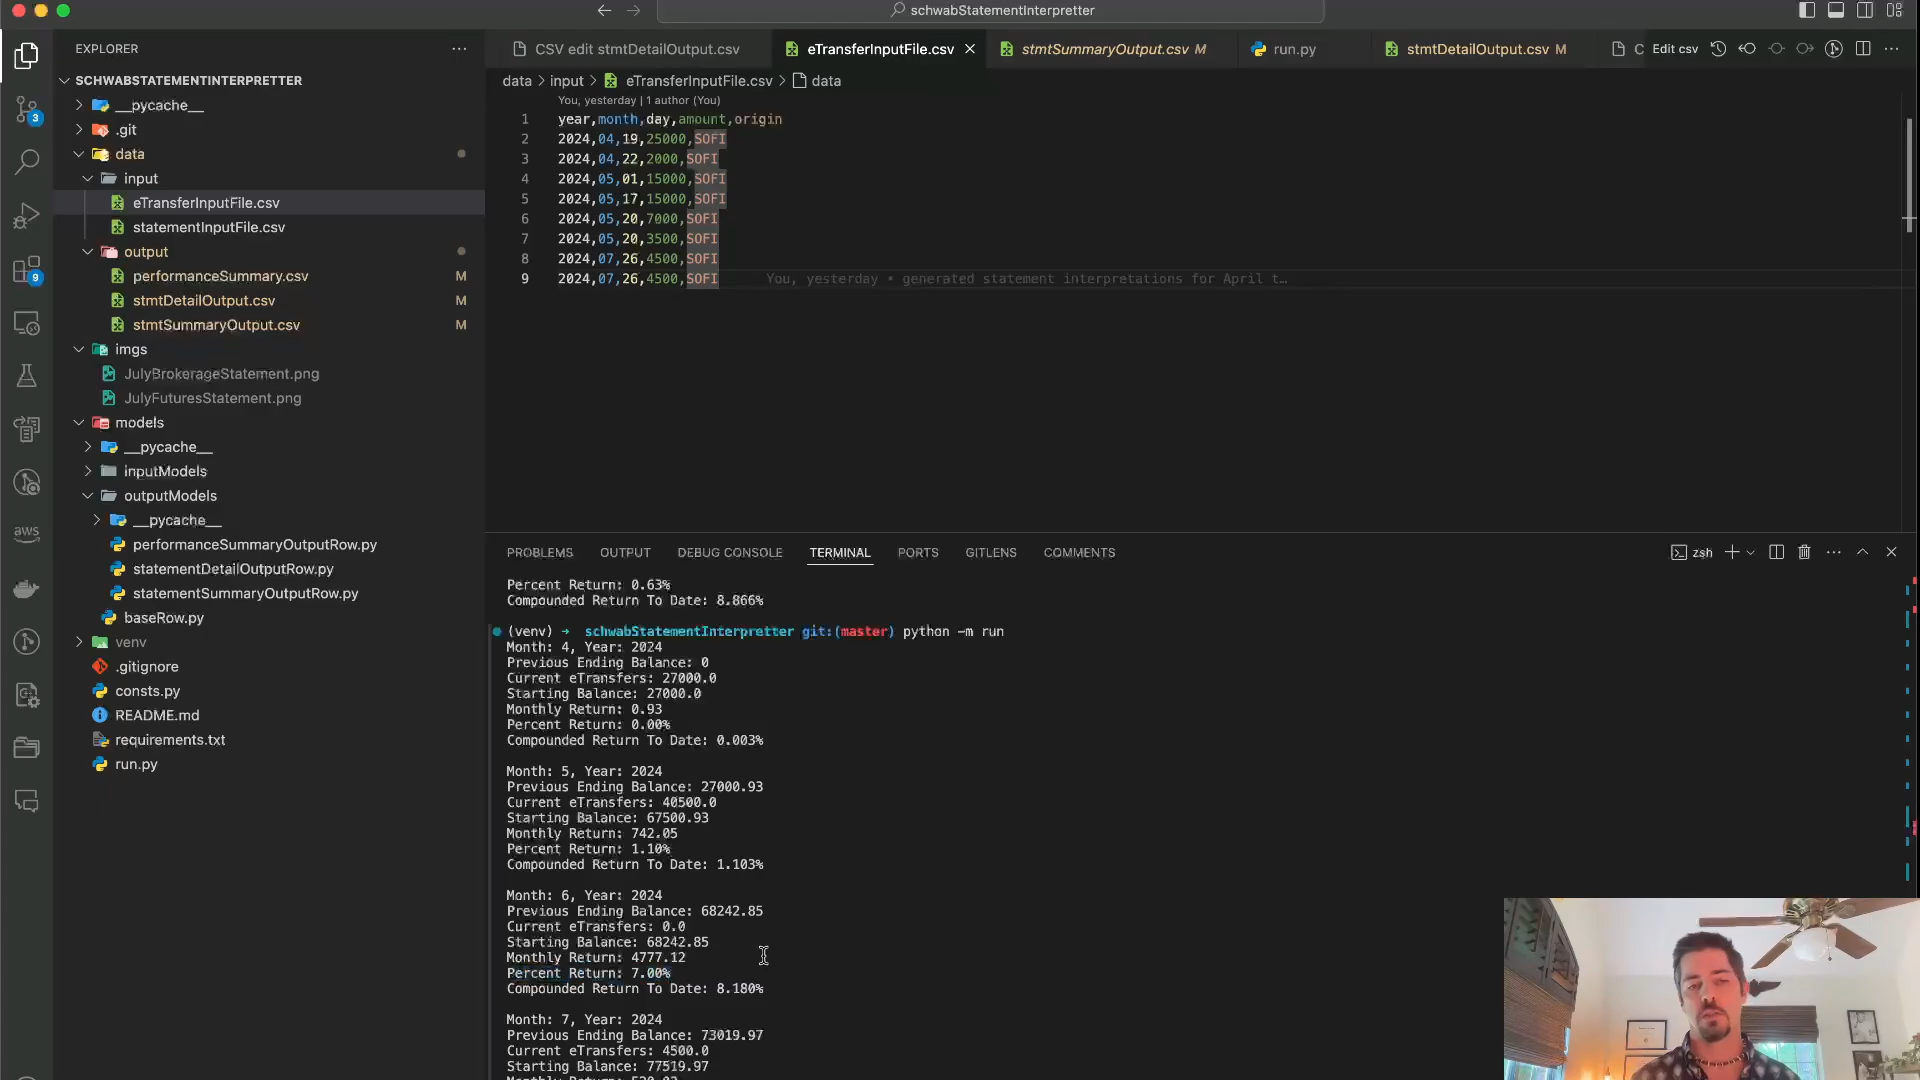 schwabStatementInterpretter
EXPLORER
SCHWABSTATEMENTINTERPRETTER
__pycache__
.git
data
input
eTransferInputFile.csv
statementInputFile.csv
output
performanceSummary.csv M
stmtDetailOutput.csv M
stmtSummaryOutput.csv M
imgs
JulyBrokerageStatement.png
JulyFuturesStatement.png
models
__pycache__
inputModels
outputModels
__pycache__
performanceSummaryOutputRow.py
statementDetailOutputRow.py
statementSummaryOutputRow.py
baseRow.py
venv
.gitignore
consts.py
README.md
requirements.txt
run.py
3
9
aws
CSV edit stmtDetailOutput.csv eTransferInputFile.csv stmtSummaryOutput.csv M run.py stmtDetailOutput.csv M C Edit csv
data > input > eTransferInputFile.csv > data
You, yesterday | 1 author (You)
1 year,month,day,amount,origin
2 2024,04,19,25000,SOFI
3 2024,04,22,2000,SOFI
4 2024,05,01,15000,SOFI
5 2024,05,17,15000,SOFI
6 2024,05,20,7000,SOFI
7 2024,05,20,3500,SOFI
8 2024,07,26,4500,SOFI
9 2024,07,26,4500,SOFI You, yesterday • generated statement interpretations for April t…
PROBLEMS OUTPUT DEBUG CONSOLE TERMINAL PORTS GITLENS COMMENTS zsh
Percent Return: 0.63%
Compounded Return To Date: 8.866%
(venv) → schwabStatementInterpretter git:(master) python -m run
Month: 4, Year: 2024
Previous Ending Balance: 0
Current eTransfers: 27000.0
Starting Balance: 27000.0
Monthly Return: 0.93
Percent Return: 0.00%
Compounded Return To Date: 0.003%
Month: 5, Year: 2024
Previous Ending Balance: 27000.93
Current eTransfers: 40500.0
Starting Balance: 67500.93
Monthly Return: 742.05
Percent Return: 1.10%
Compounded Return To Date: 1.103%
Month: 6, Year: 2024
Previous Ending Balance: 68242.85
Current eTransfers: 0.0
Starting Balance: 68242.85
Monthly Return: 4777.12
Percent Return: 7.00%
Compounded Return To Date: 8.180%
Month: 7, Year: 2024
Previous Ending Balance: 73019.97
Current eTransfers: 4500.0
Starting Balance: 77519.97